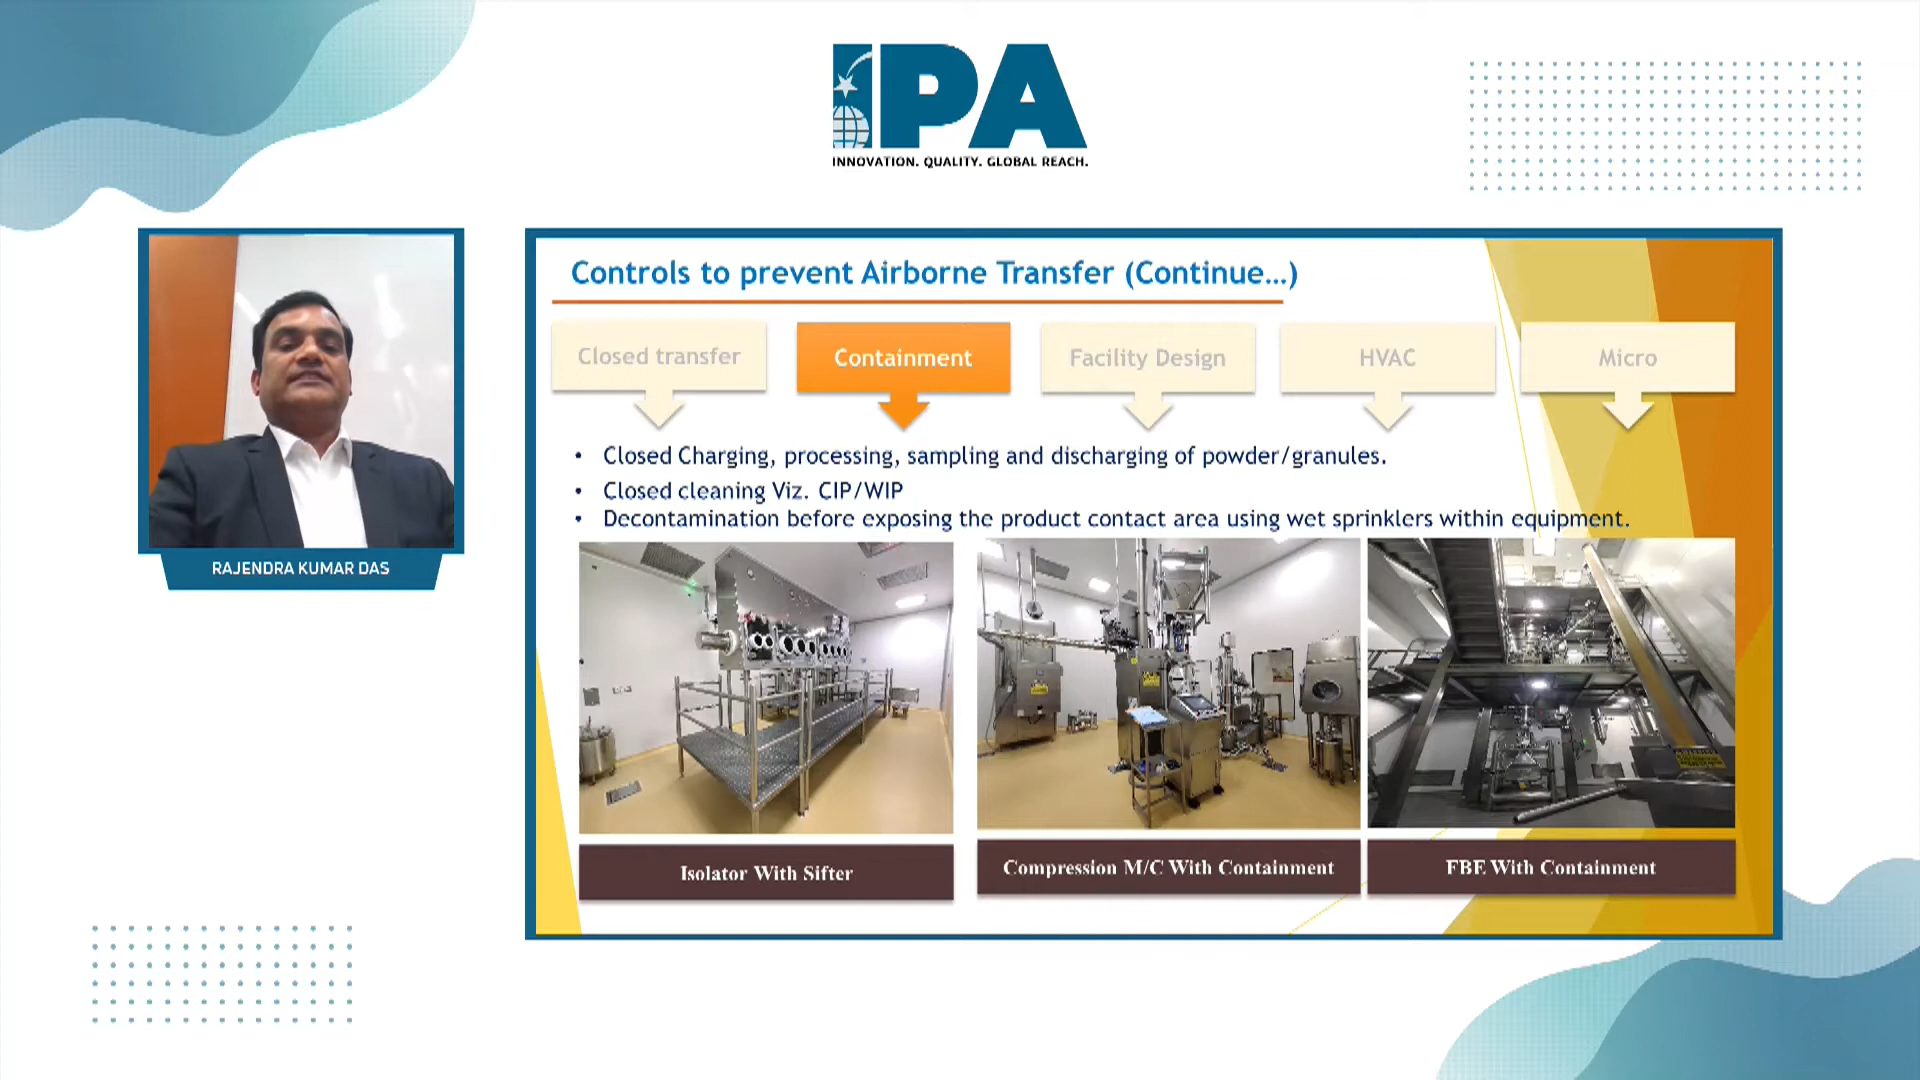 IPA
INNOVATION. QUALITY. GLOBAL REACH.
RAJENDRA KUMAR DAS
Controls to prevent Airborne Transfer (Continue...)
Closed transfer
Containment
Facility Design
HVAC
Micro
• Closed Charging, processing, sampling and discharging of powder/granules.
• Closed cleaning Viz. CIP/WIP
• Decontamination before exposing the product contact area using wet sprinklers within equipment.
Isolator With Sifter
Compression M/C With Containment
FBE With Containment